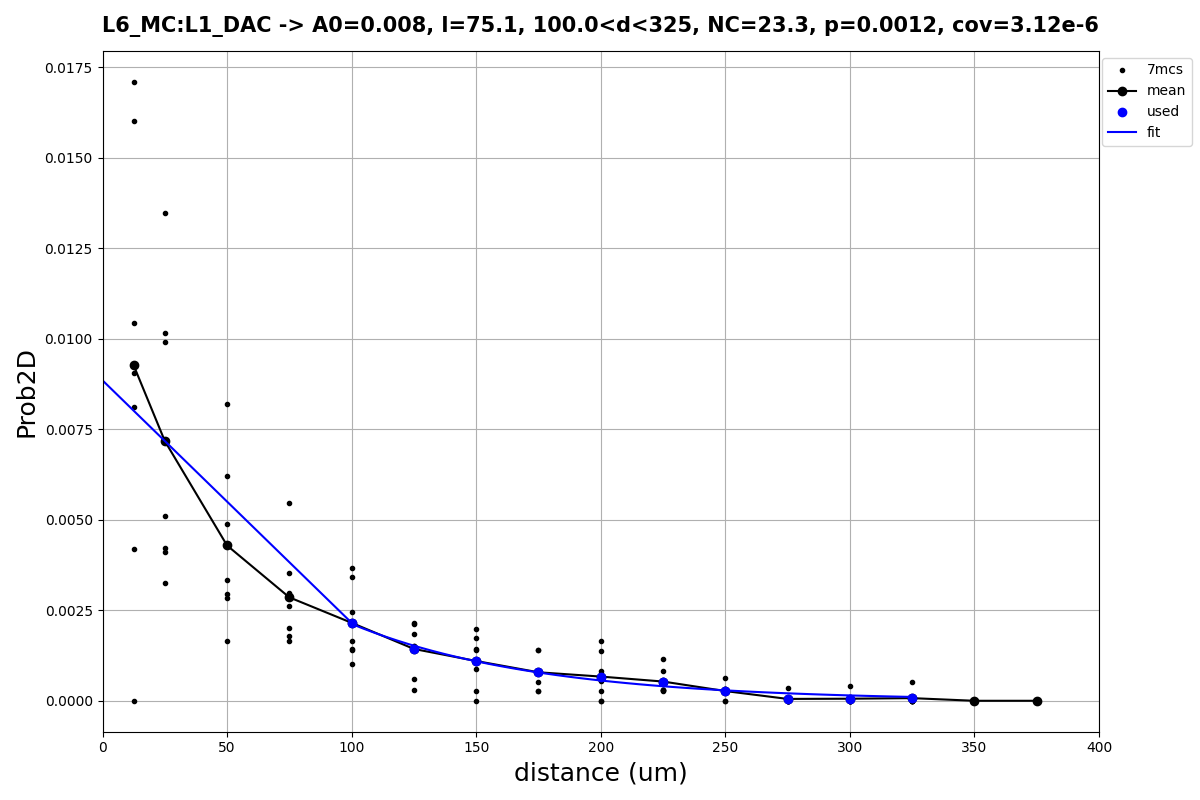 L6_MC:L1_DAC -> A0=0.008, l=75.1, 100.0<d<325, NC=23.3, p=0.0012, cov=3.12e-6
7mcs
mean
used
fit
Prob2D
0.0175
0.0150
0.0125
0.0100
0.0075
0.0050
0.0025
0.0000
0 50 100 150 200 250 300 350 400
distance (um)